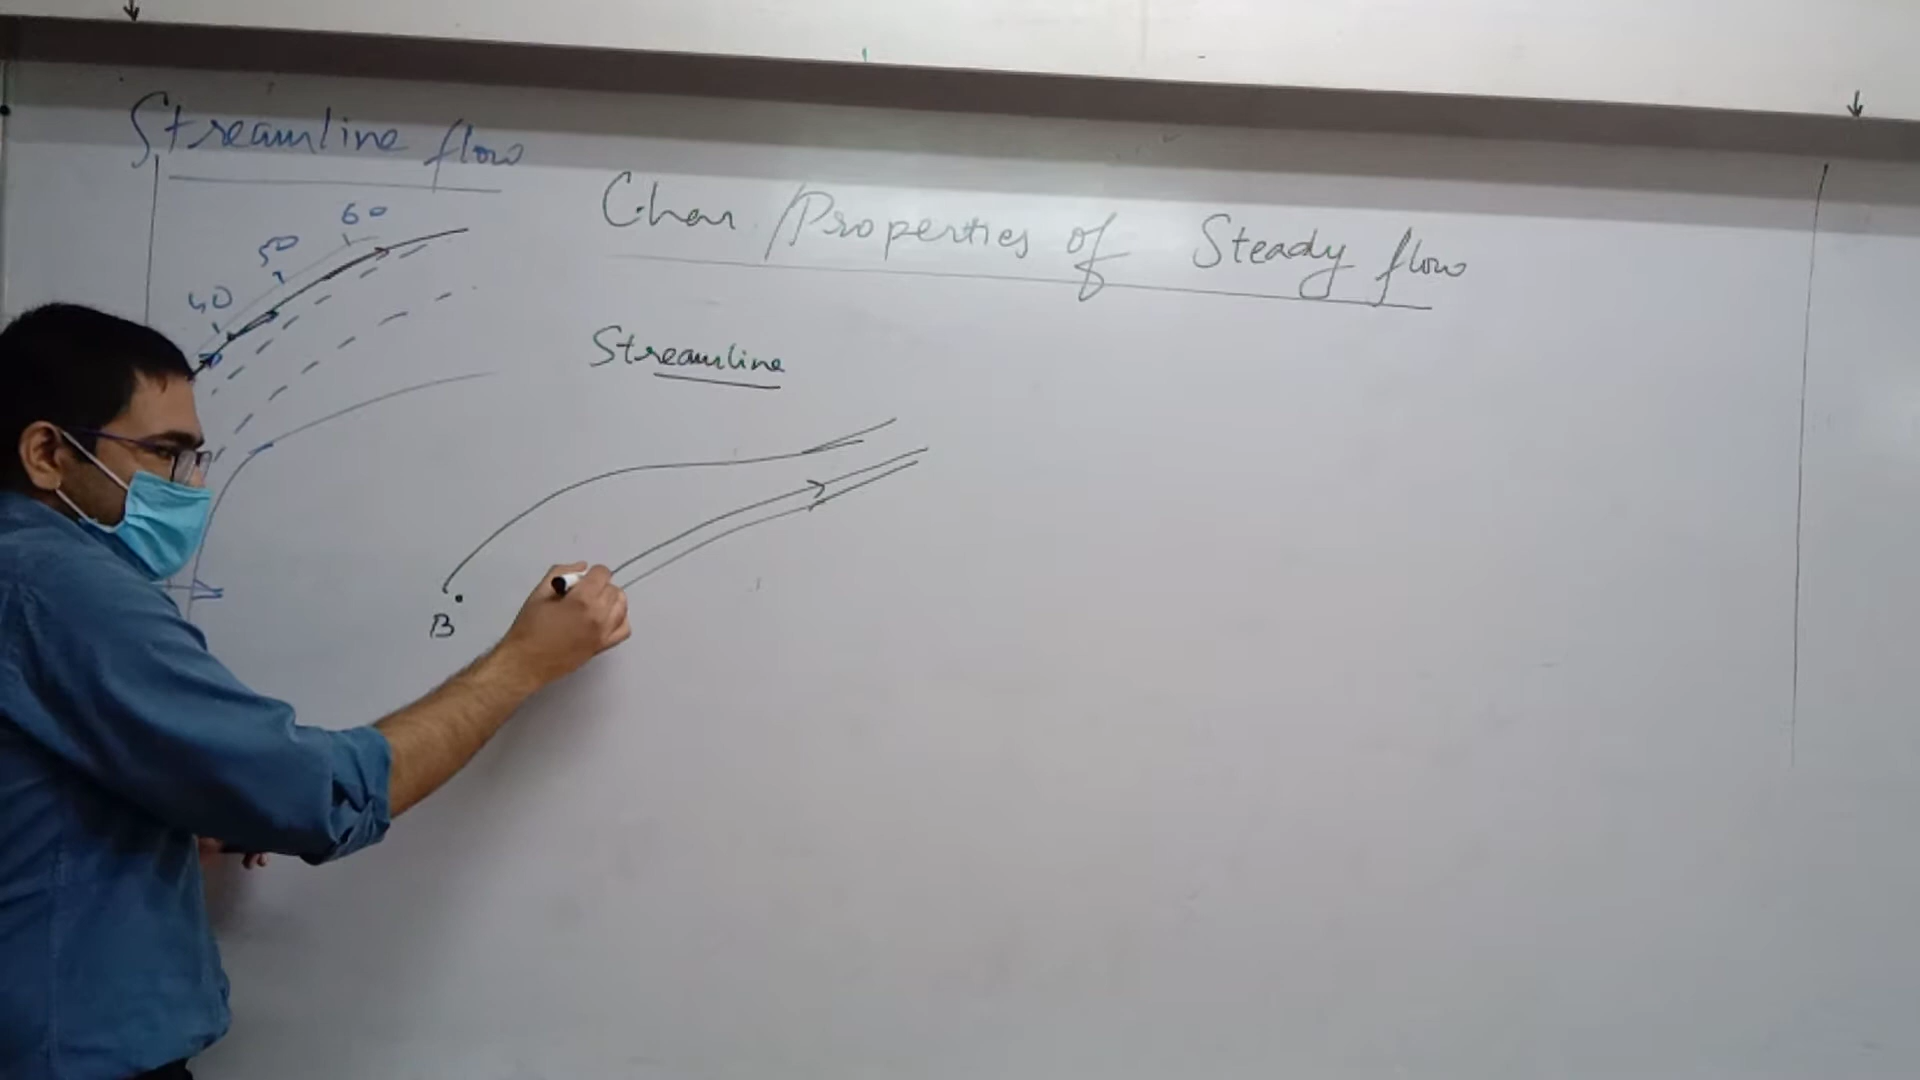 Streamline flow
Char /Properties of Steady flow
60
50
40
Streamline
B